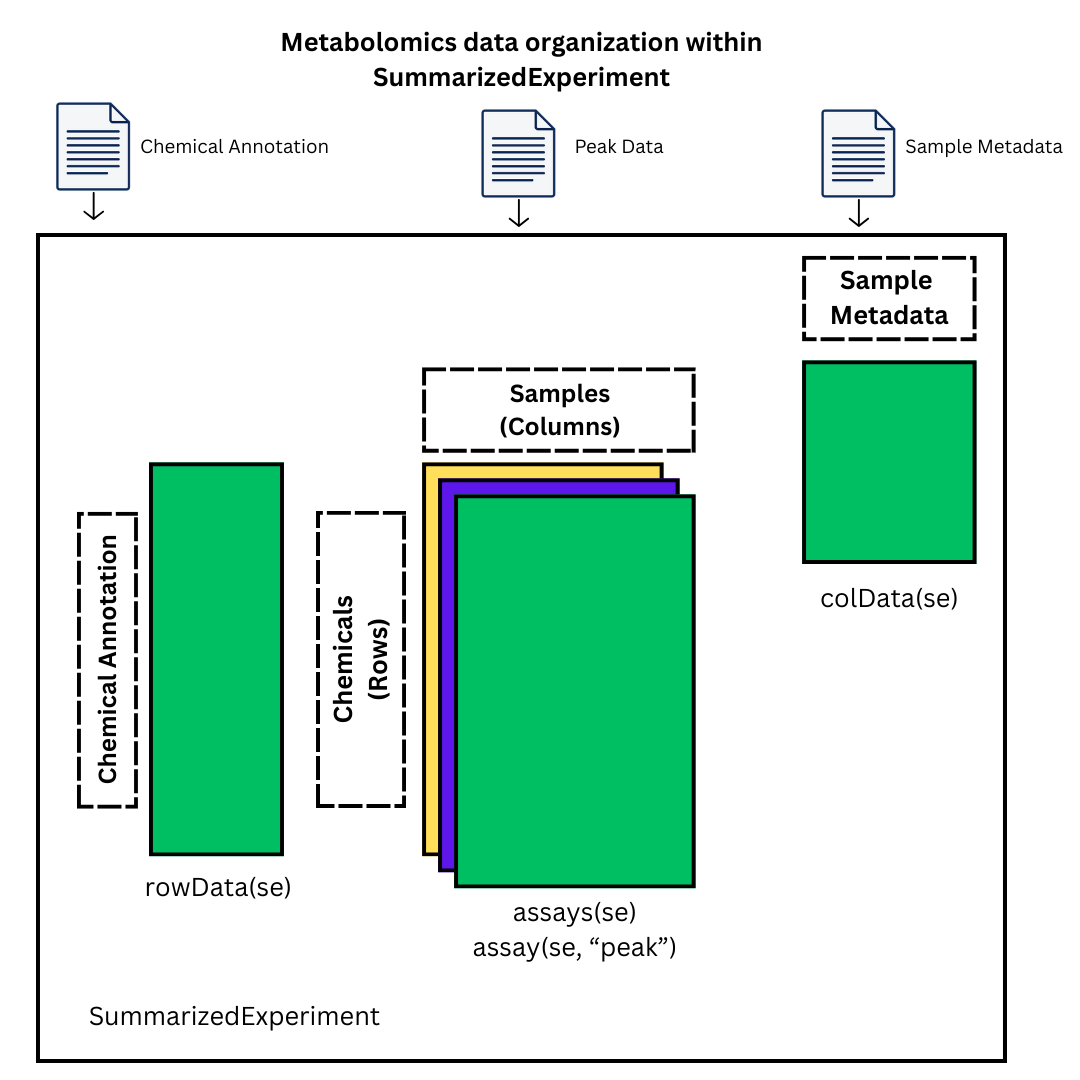 Metabolomics data organization within
SummarizedExperiment
Chemical Annotation
Peak Data
Sample Metadata
Sample
Metadata
Samples
(Columns)
Chemical Annotation
Chemicals
(Rows)
colData(se)
rowData(se)
assays(se)
assay(se, “peak”)
SummarizedExperiment